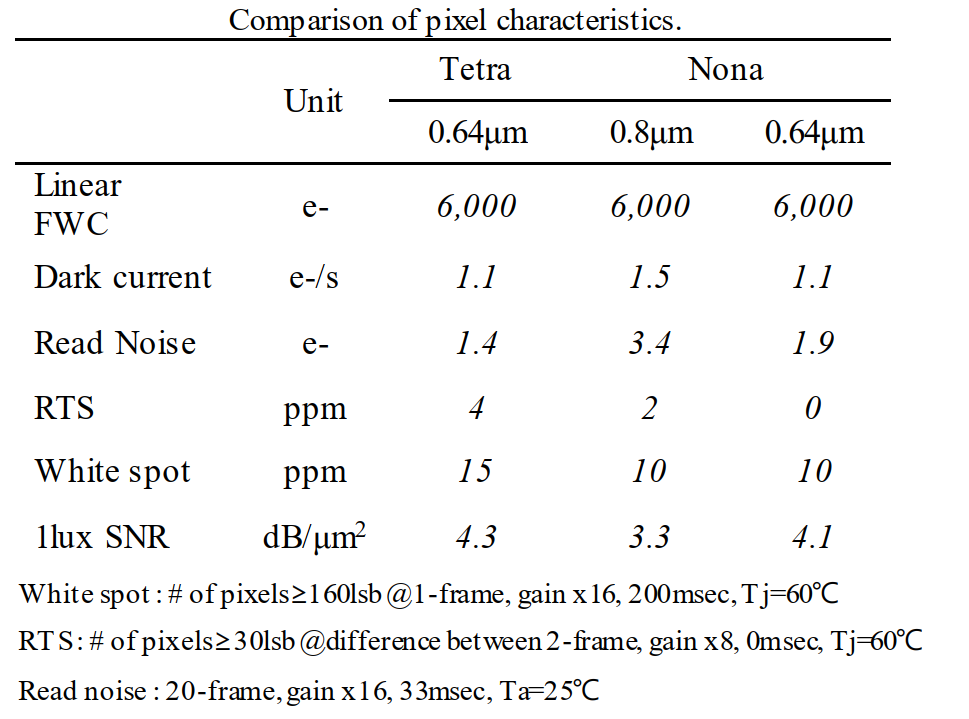 Comparison of pixel characteristics.
Unit Tetra Nona
0.64μm 0.8μm 0.64μm
Linear FWC e- 6,000 6,000 6,000
Dark current e-/s 1.1 1.5 1.1
Read Noise e- 1.4 3.4 1.9
RTS ppm 4 2 0
White spot ppm 15 10 10
1lux SNR dB/μm² 4.3 3.3 4.1
White spot : # of pixels≥160lsb@1-frame, gain x16, 200msec, Tj=60℃
RTS: # of pixels≥30lsb@difference between 2-frame, gain x8, 0msec, Tj=60℃
Read noise : 20-frame, gain x16, 33msec, Ta=25℃